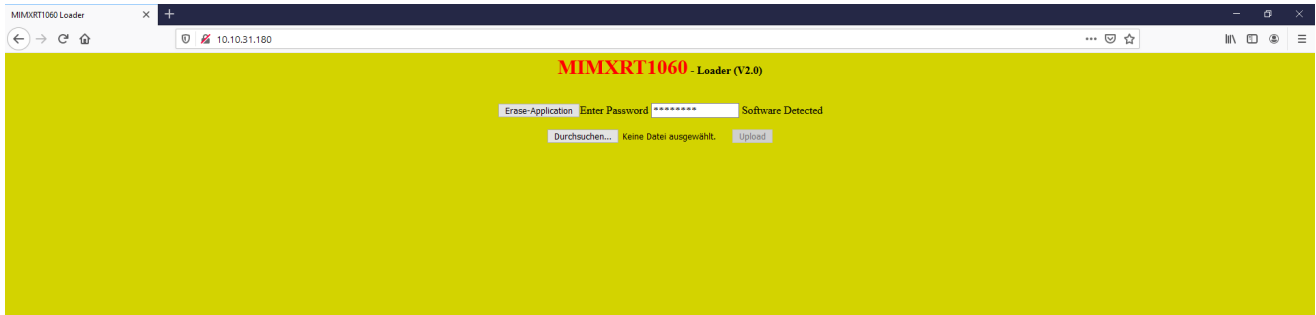 MIMXRT1060 Loader
10.10.31.180
MIMXRT1060 - Loader (V2.0)
Erase-Application Enter Password ******** Software Detected
Durchsuchen... Keine Datei ausgewählt. Upload